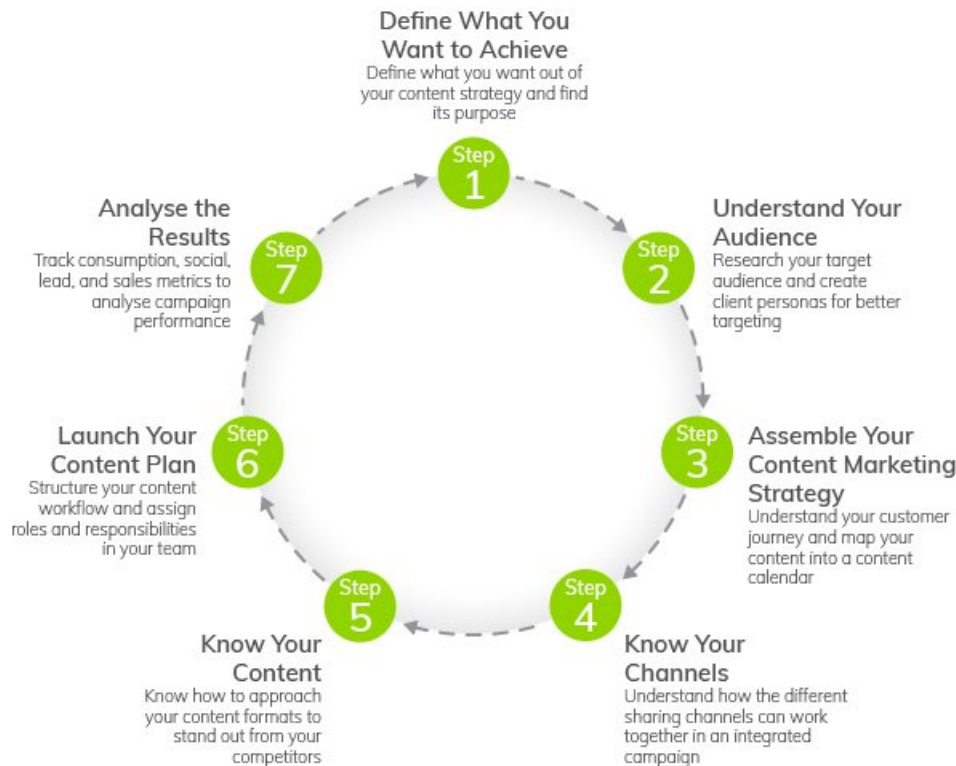 Define What You
Want to Achieve
Define what you want out of
your content strategy and find
its purpose
Step
1
Understand Your
Audience
Research your target
audience and create
client personas for better
targeting
Step
2
Assemble Your
Content Marketing
Strategy
Understand your customer
journey and map your
content into a content
calendar
Step
3
Know Your
Channels
Understand how the different
sharing channels can work
together in an integrated
campaign
Step
4
Know Your
Content
Know how to approach
your content formats to
stand out from your
competitors
Step
5
Launch Your
Content Plan
Structure your content
workflow and assign
roles and responsibilities
in your team
Step
6
Analyse the
Results
Track consumption, social,
lead, and sales metrics to
analyse campaign
performance
Step
7